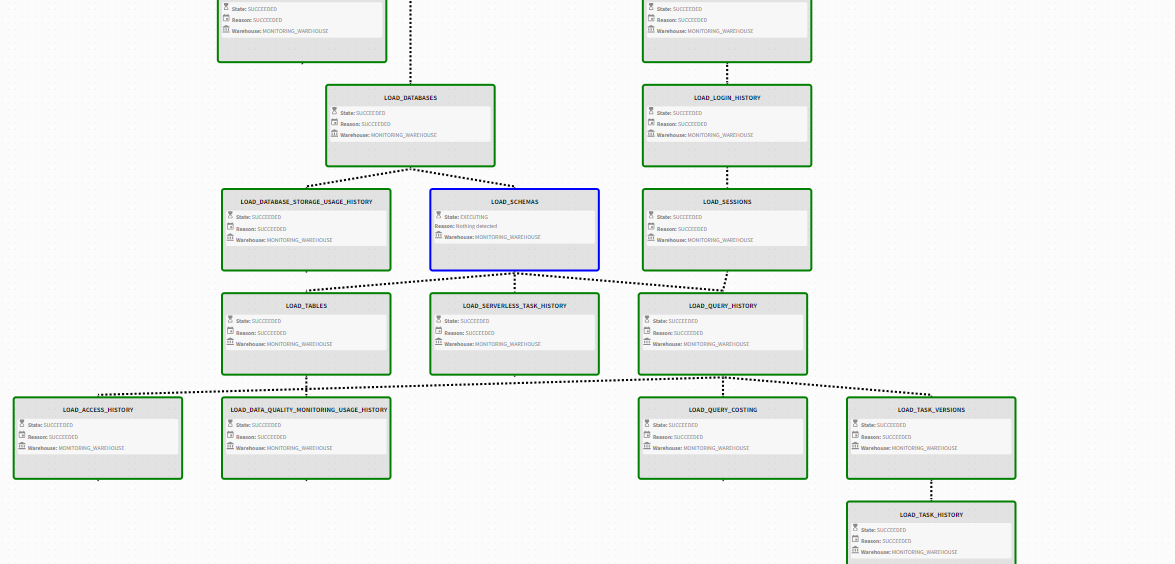 State: SUCCEEDED
Reason: SUCCEEDED
Warehouse: MONITORING_WAREHOUSE
State: SUCCEEDED
Reason: SUCCEEDED
Warehouse: MONITORING_WAREHOUSE
LOAD_DATABASES
State: SUCCEEDED
Reason: SUCCEEDED
Warehouse: MONITORING_WAREHOUSE
LOAD_LOGIN_HISTORY
State: SUCCEEDED
Reason: SUCCEEDED
Warehouse: MONITORING_WAREHOUSE
LOAD_DATABASE_STORAGE_USAGE_HISTORY
State: SUCCEEDED
Reason: SUCCEEDED
Warehouse: MONITORING_WAREHOUSE
LOAD_SCHEMAS
State: EXECUTING
Reason: Nothing detected
Warehouse: MONITORING_WAREHOUSE
LOAD_SESSIONS
State: SUCCEEDED
Reason: SUCCEEDED
Warehouse: MONITORING_WAREHOUSE
LOAD_TABLES
State: SUCCEEDED
Reason: SUCCEEDED
Warehouse: MONITORING_WAREHOUSE
LOAD_SERVERLESS_TASK_HISTORY
State: SUCCEEDED
Reason: SUCCEEDED
Warehouse: MONITORING_WAREHOUSE
LOAD_QUERY_HISTORY
State: SUCCEEDED
Reason: SUCCEEDED
Warehouse: MONITORING_WAREHOUSE
LOAD_ACCESS_HISTORY
State: SUCCEEDED
Reason: SUCCEEDED
Warehouse: MONITORING_WAREHOUSE
LOAD_DATA_QUALITY_MONITORING_USAGE_HISTORY
State: SUCCEEDED
Reason: SUCCEEDED
Warehouse: MONITORING_WAREHOUSE
LOAD_QUERY_COSTING
State: SUCCEEDED
Reason: SUCCEEDED
Warehouse: MONITORING_WAREHOUSE
LOAD_TASK_VERSIONS
State: SUCCEEDED
Reason: SUCCEEDED
Warehouse: MONITORING_WAREHOUSE
LOAD_TASK_HISTORY
State: SUCCEEDED
Reason: SUCCEEDED
Warehouse: MONITORING_WAREHOUSE